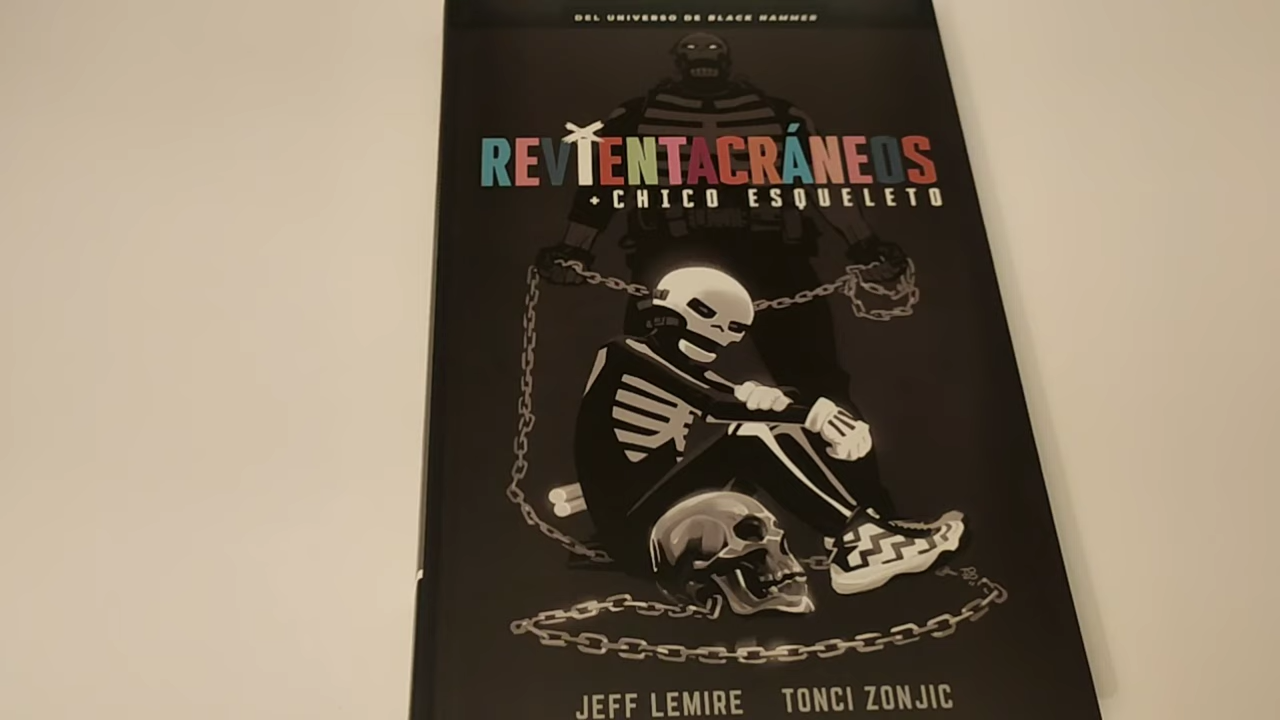 DEL UNIVERSO DE BLACK HAMMER
REVIENTACRÁNEOS
+ CHICO ESQUELETO
JEFF LEMIRE TONCI ZONJIC